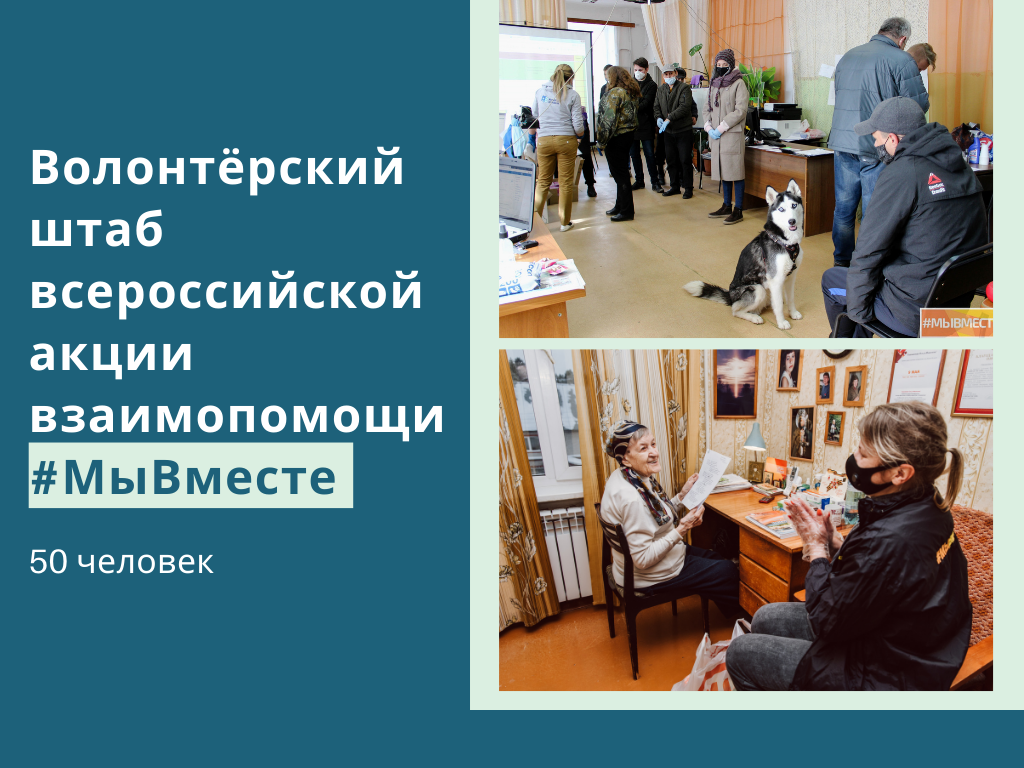 Волонтёрский
штаб
всероссийской
акции
взаимопомощи
#МыВместе
50 человек
#МЫВМЕСТ